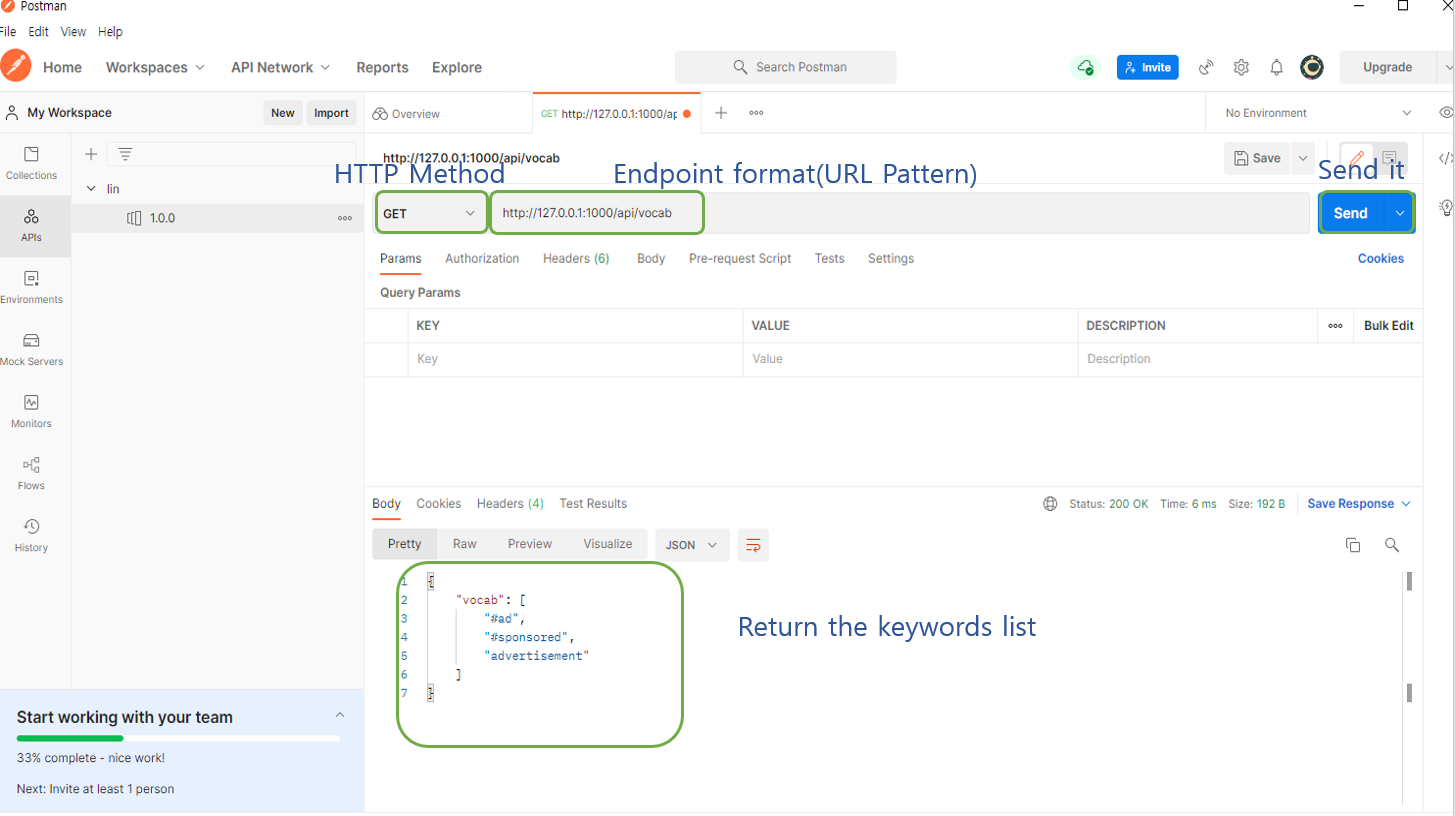 Postman
File Edit View Help
Home Workspaces API Network Reports Explore Search Postman Invite Upgrade
My Workspace New Import Overview GET http://127.0.0.1:1000/ap No Environment
Collections
APIs
Environments
Mock Servers
Monitors
Flows
History
lin
1.0.0
http://127.0.0.1:1000/api/vocab Save
HTTP Method Endpoint format(URL Pattern) Send it
GET http://127.0.0.1:1000/api/vocab Send
Params Authorization Headers (6) Body Pre-request Script Tests Settings Cookies
Query Params
KEY VALUE DESCRIPTION Bulk Edit
Key Value Description
Body Cookies Headers (4) Test Results Status: 200 OK Time: 6 ms Size: 192 B Save Response
Pretty Raw Preview Visualize JSON
1 {
2 "vocab": [
3 "#ad",
4 "#sponsored",
5 "advertisement"
6 ]
7 }
Return the keywords list
Start working with your team
33% complete - nice work!
Next: Invite at least 1 person